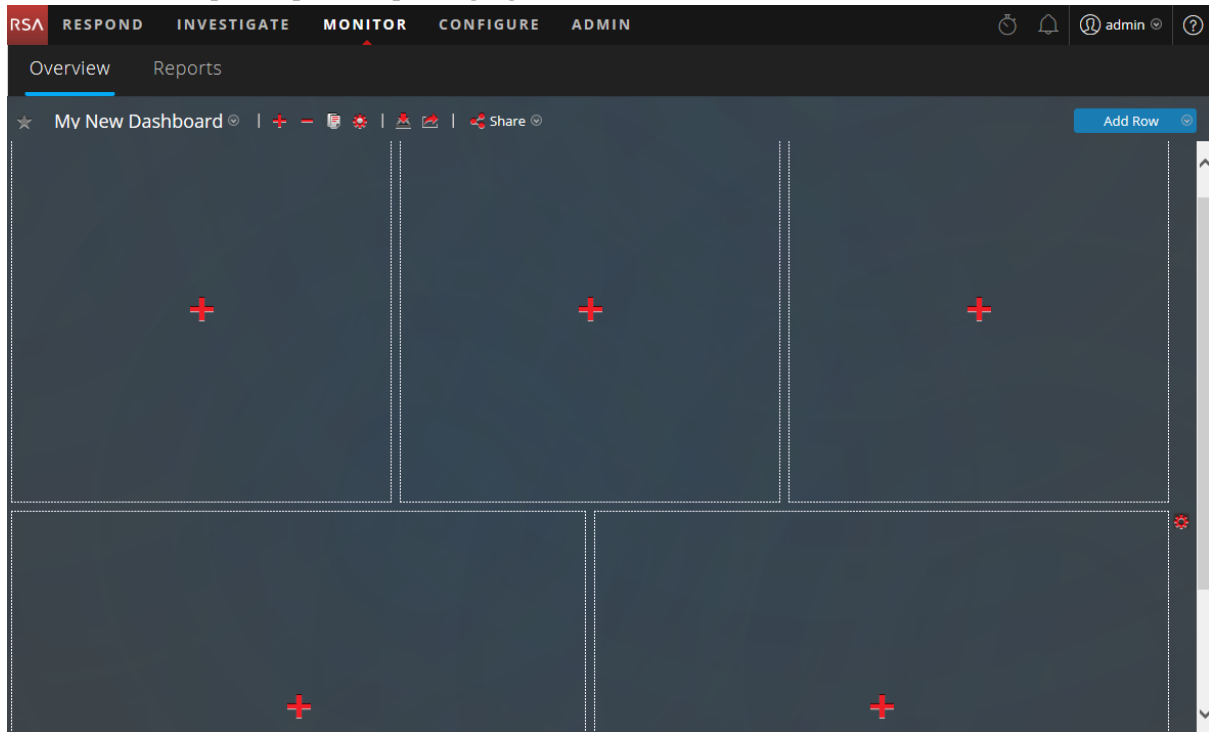 RSA RESPOND INVESTIGATE MONITOR CONFIGURE ADMIN admin ?
Overview Reports
My New Dashboard Share Add Row